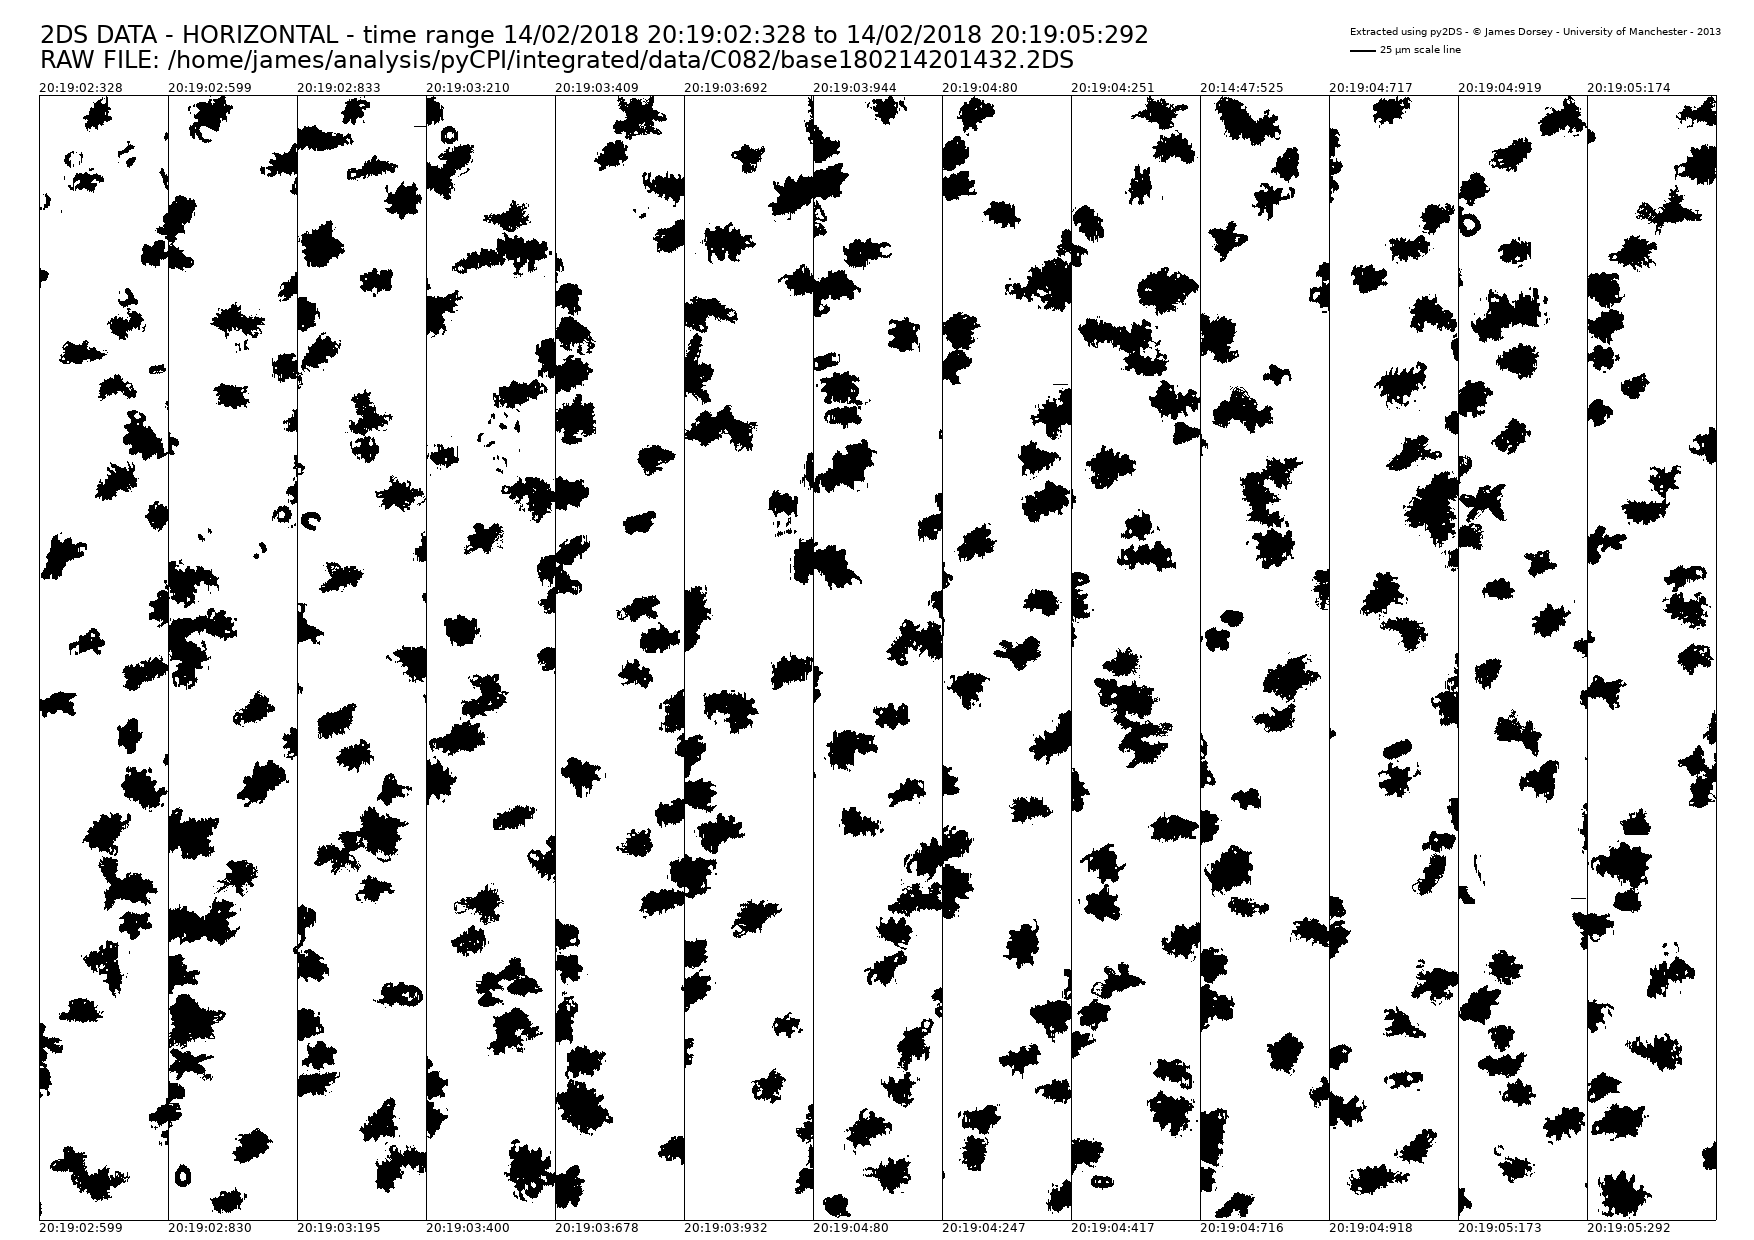 2DS DATA - HORIZONTAL - time range 14/02/2018 20:19:02:328 to 14/02/2018 20:19:05:292
RAW FILE: /home/james/analysis/pyCPI/integrated/data/C082/base180214201432.2DS
Extracted using py2DS - © James Dorsey - University of Manchester - 2013
25 µm scale line
20:19:02:328 20:19:02:599 20:19:02:833 20:19:03:210 20:19:03:409 20:19:03:692 20:19:03:944 20:19:04:80 20:19:04:251 20:14:47:525 20:19:04:717 20:19:04:919 20:19:05:174
20:19:02:599 20:19:02:830 20:19:03:195 20:19:03:400 20:19:03:678 20:19:03:932 20:19:04:80 20:19:04:247 20:19:04:417 20:19:04:716 20:19:04:918 20:19:05:173 20:19:05:292